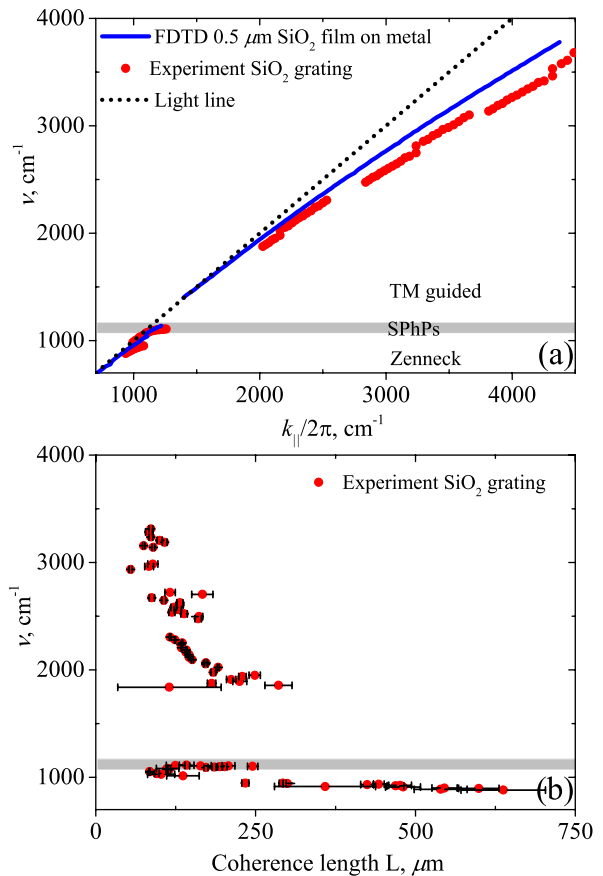 4000
3000
2000
1000
ν, cm⁻¹
FDTD 0.5 μm SiO₂ film on metal
Experiment SiO₂ grating
Light line
TM guided
SPhPs
Zenneck
(a)
1000 2000 3000 4000
k||/2π, cm⁻¹
4000
3000
2000
1000
ν, cm⁻¹
Experiment SiO₂ grating
(b)
0 250 500 750
Coherence length L, μm